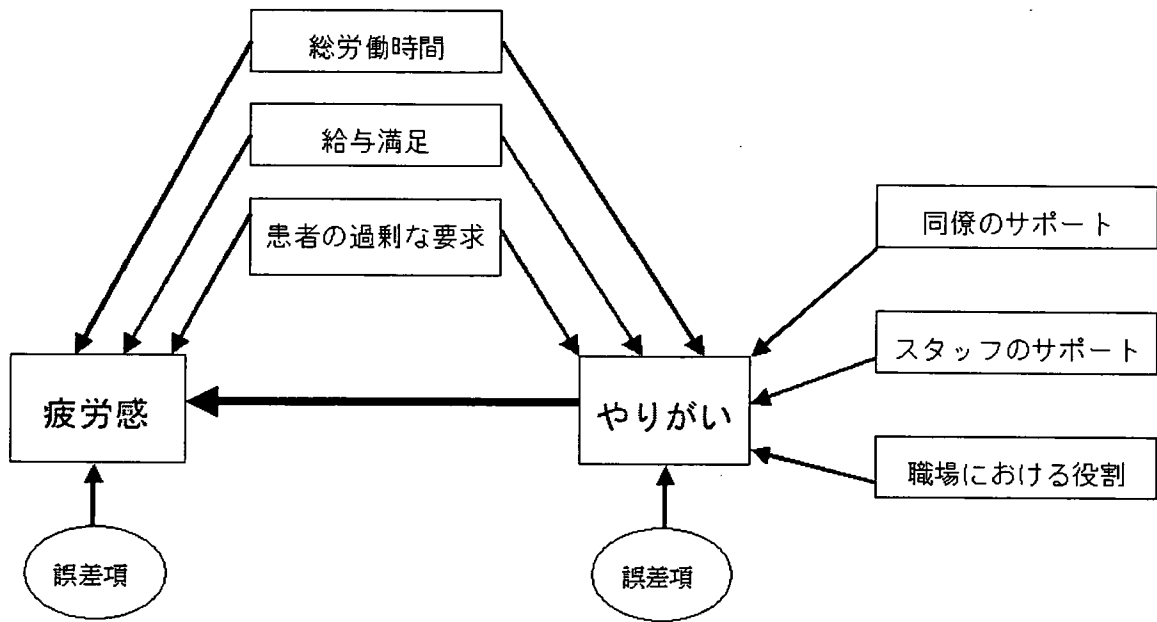 総労働時間
給与満足
患者の過剰な要求
同僚のサポート
スタッフのサポート
職場における役割
疲労感
やりがい
誤差項
誤差項